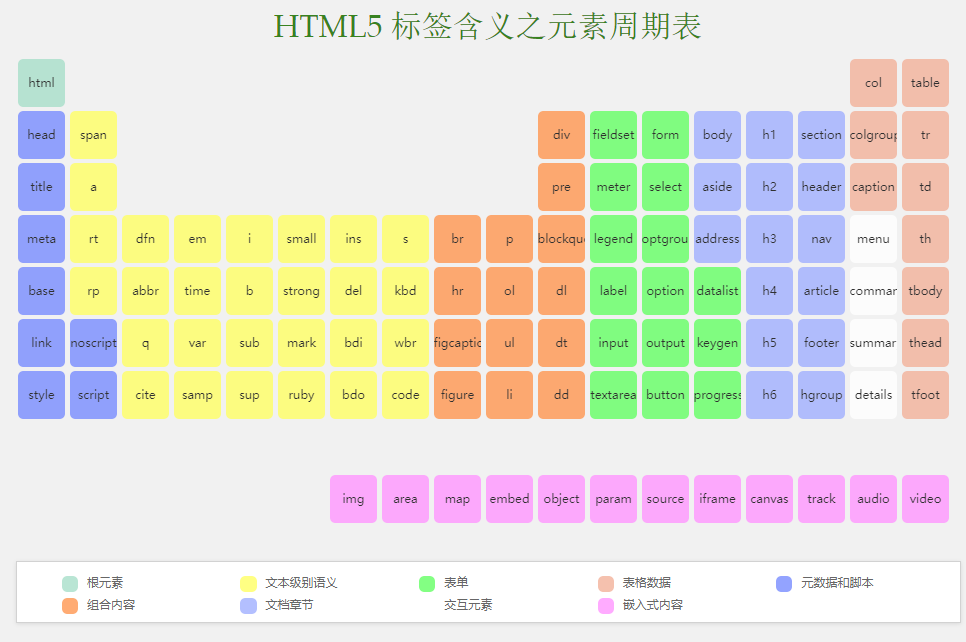 HTML5 标签含义之元素周期表
html col table
head span div fieldset form body h1 section colgroup tr
title a pre meter select aside h2 header caption td
meta rt dfn em i small ins s br p blockqu legend optgrou address h3 nav menu th
base rp abbr time b strong del kbd hr ol dl label option datalist h4 article commar tbody
link noscript q var sub mark bdi wbr figcaptic ul dt input output keygen h5 footer summar thead
style script cite samp sup ruby bdo code figure li dd textarea button progress h6 hgroup details tfoot
img area map embed object param source iframe canvas track audio video
根元素 文本级别语义 表单 表格数据 元数据和脚本
组合内容 文档章节 交互元素 嵌入式内容